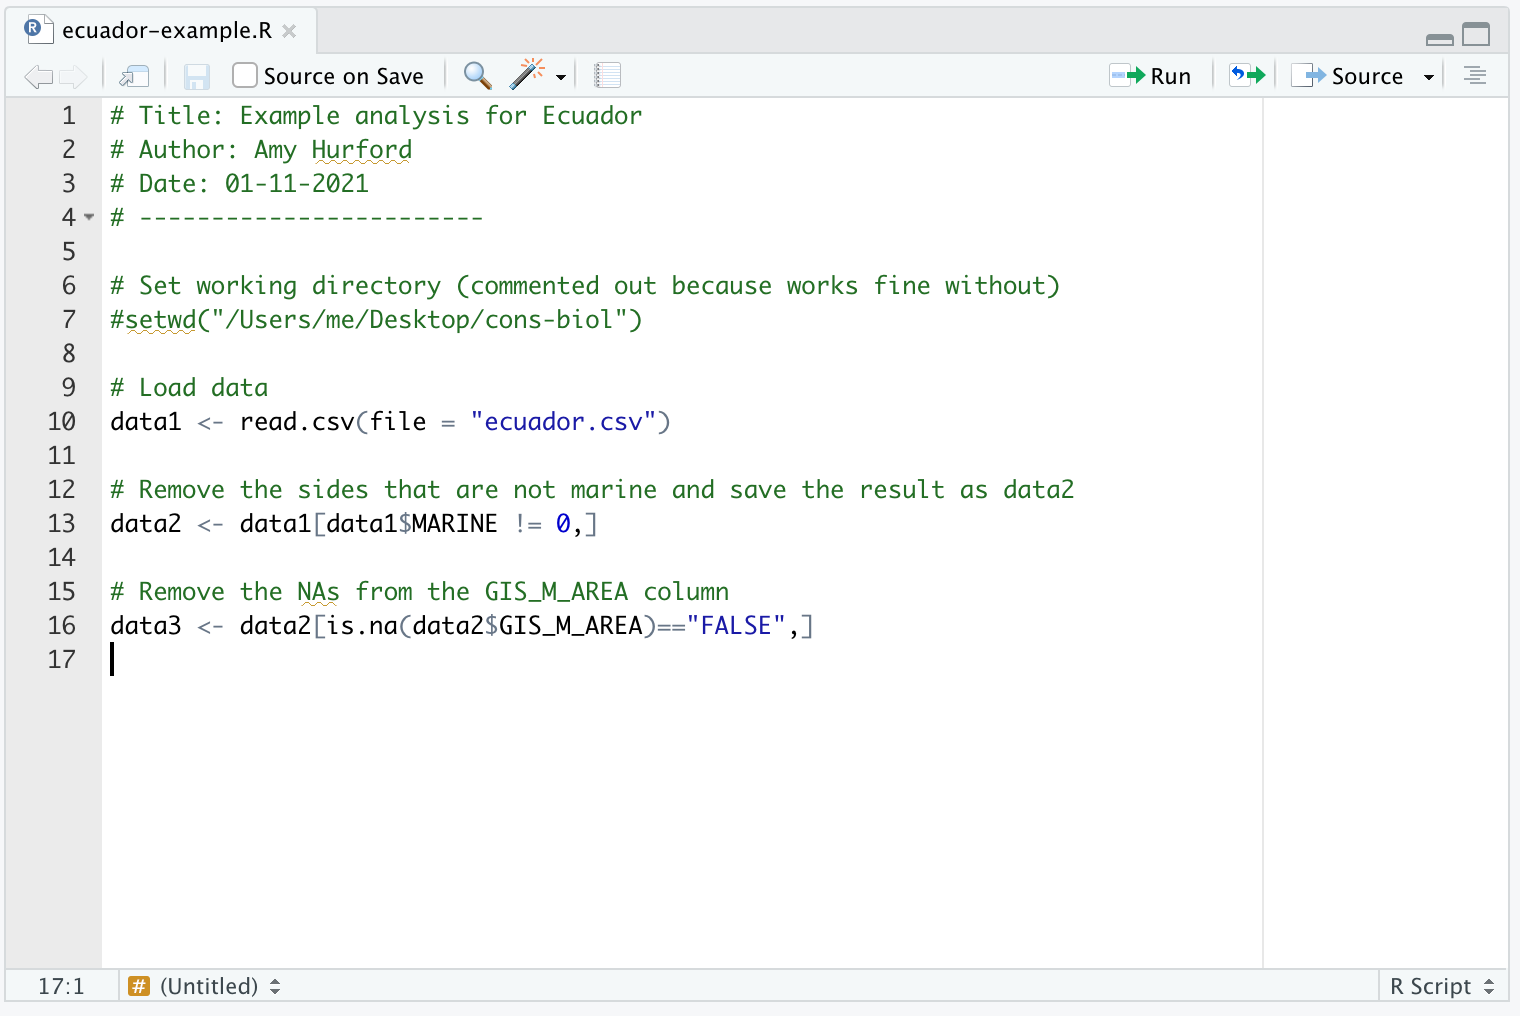 ecuador-example.R
Source on Save Run Source
1 # Title: Example analysis for Ecuador
2 # Author: Amy Hurford
3 # Date: 01-11-2021
4 # ------------------------
5
6 # Set working directory (commented out because works fine without)
7 #setwd("/Users/me/Desktop/cons-biol")
8
9 # Load data
10 data1 <- read.csv(file = "ecuador.csv")
11
12 # Remove the sides that are not marine and save the result as data2
13 data2 <- data1[data1$MARINE != 0,]
14
15 # Remove the NAs from the GIS_M_AREA column
16 data3 <- data2[is.na(data2$GIS_M_AREA)=="FALSE",]
17
17:1 # (Untitled) R Script